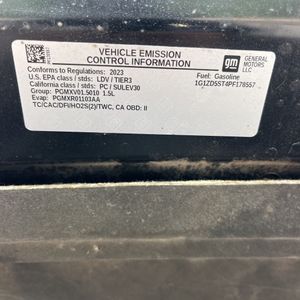 VEHICLE EMISSION
CONTROL INFORMATION
gm
GENERAL
MOTORS LLC
Conforms to Regulations: 2023
U.S. EPA class / stds: LDV / TIER3
California class / stds: PC / SULEV30
Group: PGMXV01.5010 1.5L
Evap: PGMXR01103AA
TC/CAC/DFI/HO2S(2)/TWC, CA OBD: II
Fuel: Gasoline
1G1ZD5ST4PF178557